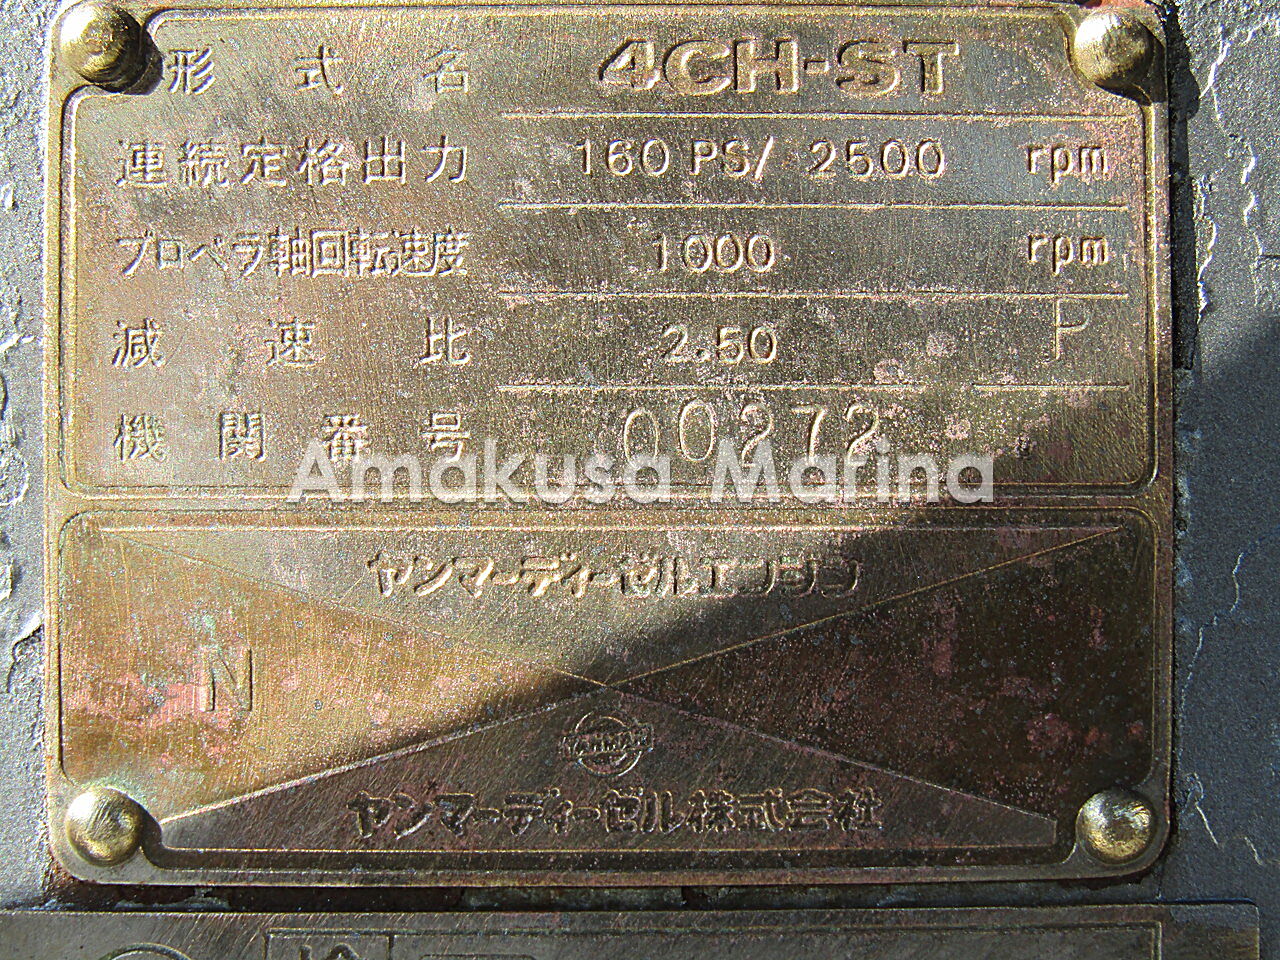 形式名 4CH-ST
連続定格出力 160 PS/ 2500 rpm
プロペラ軸回転速度 1000 rpm
減速比 2.50 P
機関番号 00272
Amakusa Marina
ヤンマーディーゼルエンジン
N
YANMAR
ヤンマーディーゼル株式会社